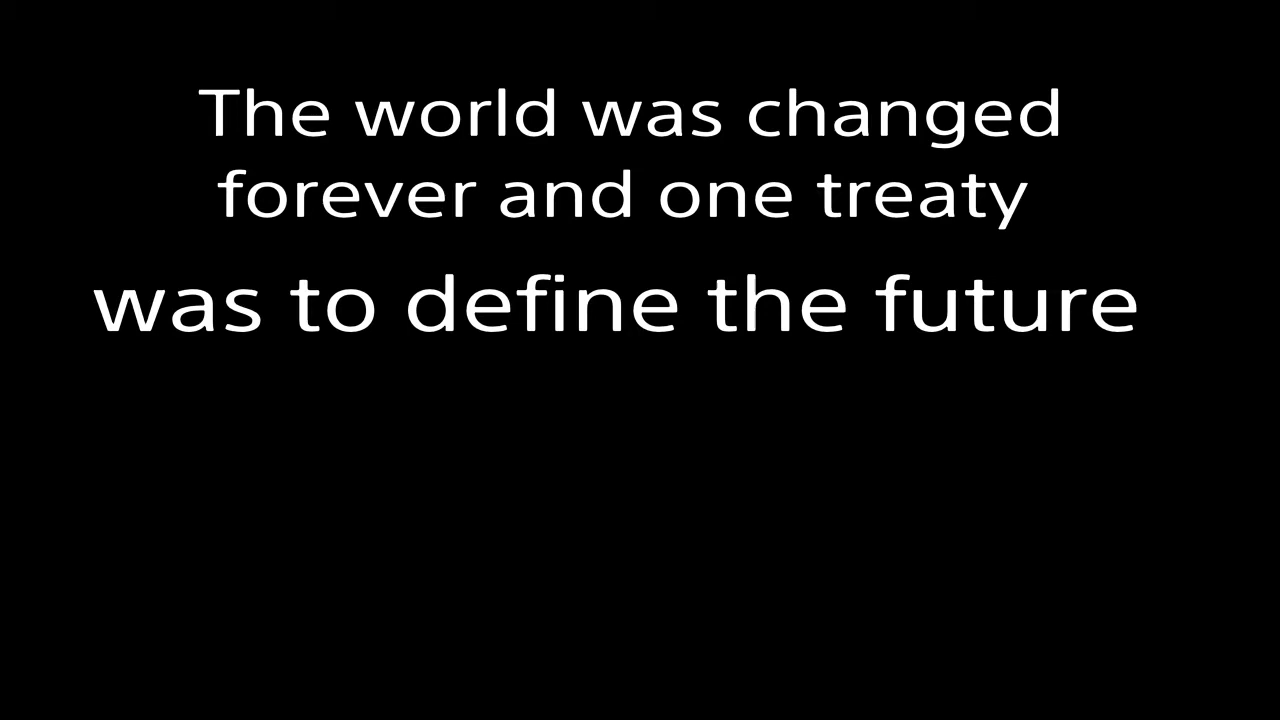 The world was changed
forever and one treaty
was to define the future